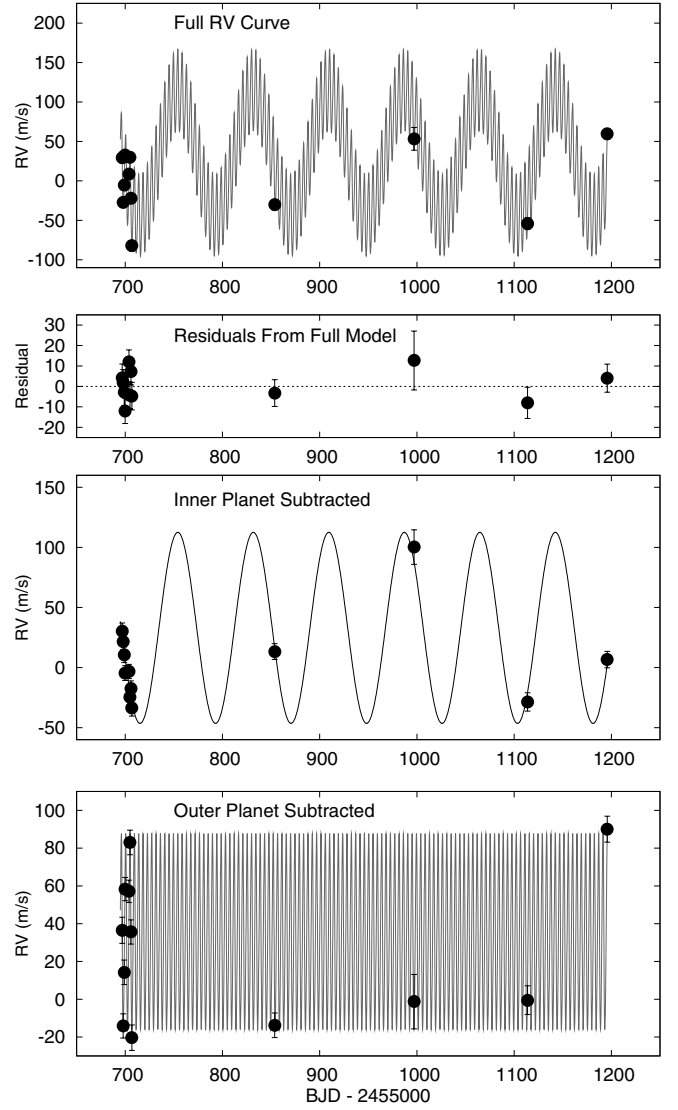 Full RV Curve
RV (m/s)
200
150
100
50
0
-50
-100
700 800 900 1000 1100 1200
Residuals From Full Model
Residual
30
20
10
0
-10
-20
700 800 900 1000 1100 1200
Inner Planet Subtracted
RV (m/s)
150
100
50
0
-50
700 800 900 1000 1100 1200
Outer Planet Subtracted
RV (m/s)
100
80
60
40
20
0
-20
700 800 900 1000 1100 1200
BJD - 2455000